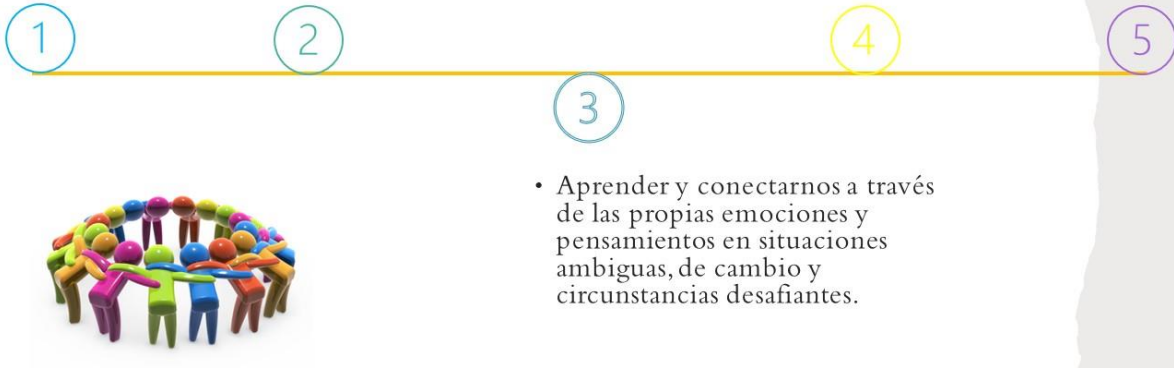 1
2
3
4
5
• Aprender y conectarnos a través
de las propias emociones y
pensamientos en situaciones
ambiguas, de cambio y
circunstancias desafiantes.